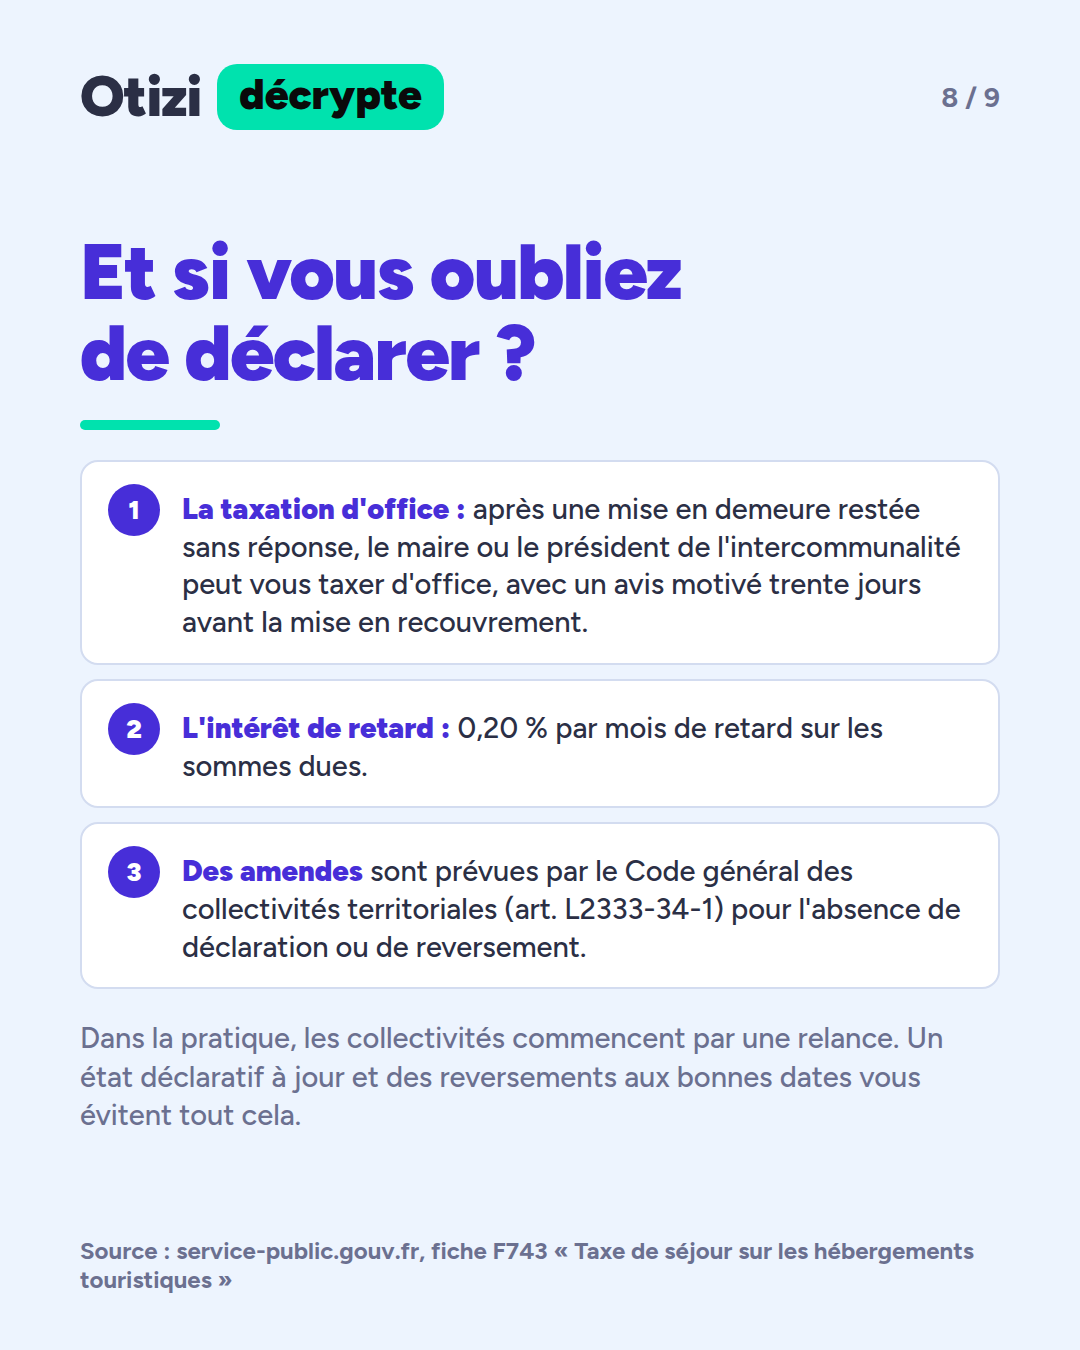 Otizi décrypte
8 / 9
Et si vous oubliez
de déclarer ?
1 La taxation d'office : après une mise en demeure restée
sans réponse, le maire ou le président de l'intercommunalité
peut vous taxer d'office, avec un avis motivé trente jours
avant la mise en recouvrement.
2 L'intérêt de retard : 0,20 % par mois de retard sur les
sommes dues.
3 Des amendes sont prévues par le Code général des
collectivités territoriales (art. L2333-34-1) pour l'absence de
déclaration ou de reversement.
Dans la pratique, les collectivités commencent par une relance. Un
état déclaratif à jour et des reversements aux bonnes dates vous
évitent tout cela.
Source : service-public.gouv.fr, fiche F743 « Taxe de séjour sur les hébergements
touristiques »